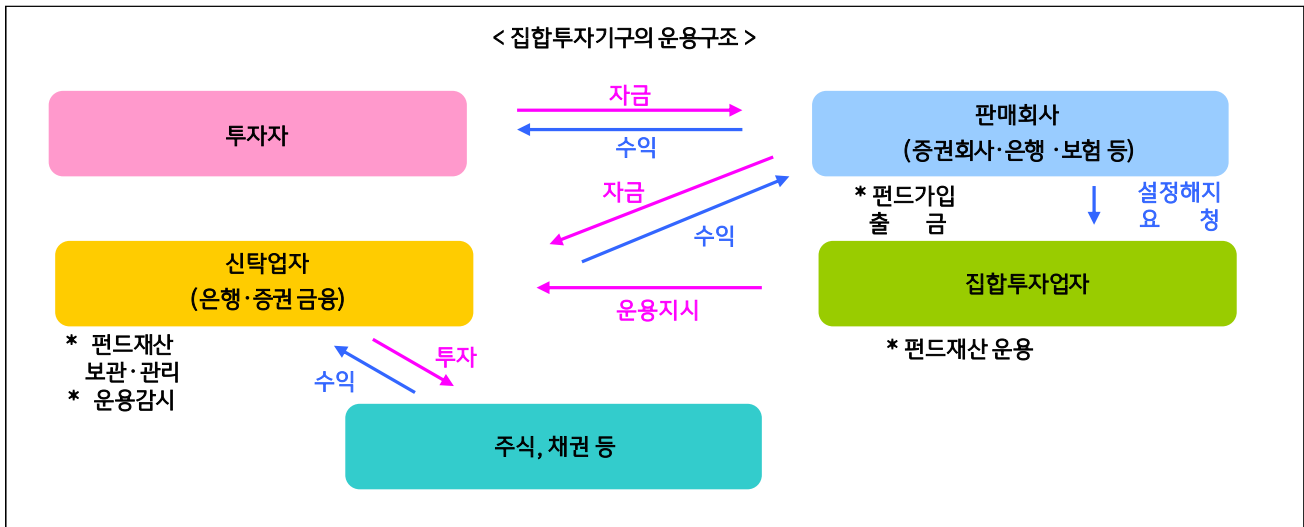 < 집합투자기구의 운용구조 >
자금
투자자
수익
판매회사
(증권회사·은행 ·보험 등)
자금
수익
* 펀드가입
출 금
설정해지
요 청
신탁업자
(은행·증권 금융)
운용지시
집합투자업자
* 펀드재산
보관·관리
* 운용감시
투자
수익
* 펀드재산 운용
주식, 채권 등